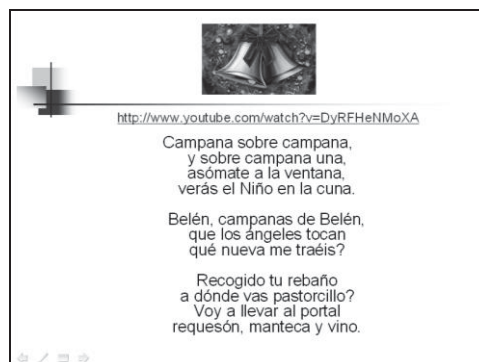 http://www.youtube.com/watch?v=DyRFHeNMoXA
Campana sobre campana,
y sobre campana una,
asómate a la ventana,
verás el Niño en la cuna.
Belén, campanas de Belén,
que los ángeles tocan
qué nueva me traéis?
Recogido tu rebaño
a dónde vas pastorcillo?
Voy a llevar al portal
requesón, manteca y vino.